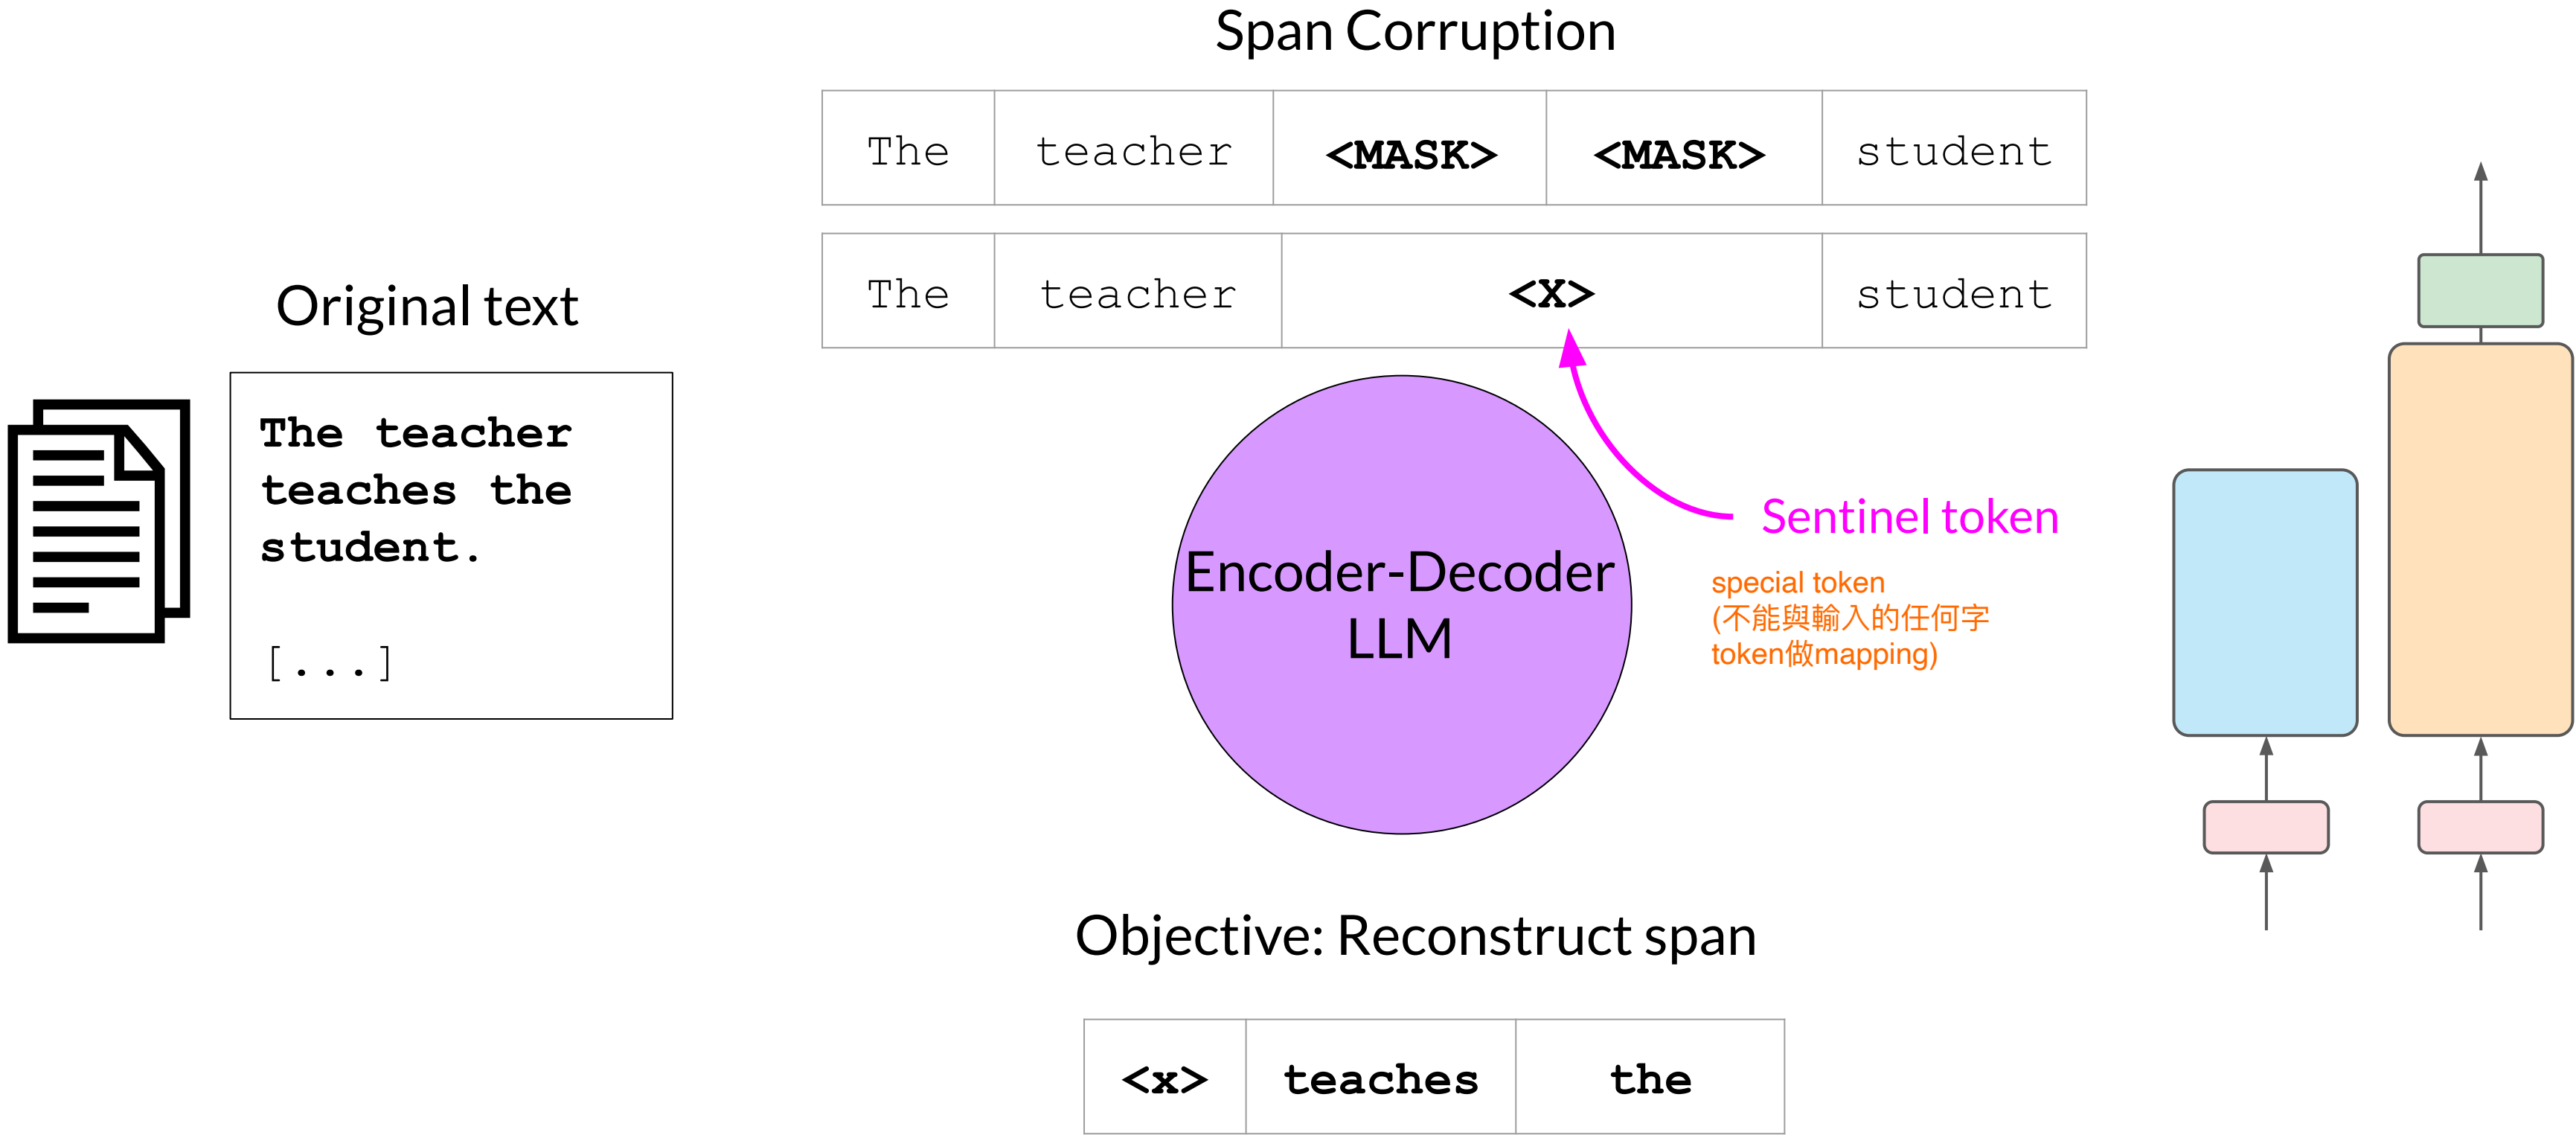 Span Corruption
The teacher <MASK> <MASK> student
The teacher <X> student
Original text
The teacher
teaches the
student.
[...]
Encoder-Decoder
LLM
Sentinel token
special token
(不能與輸入的任何字
token做mapping)
Objective: Reconstruct span
<x> teaches the